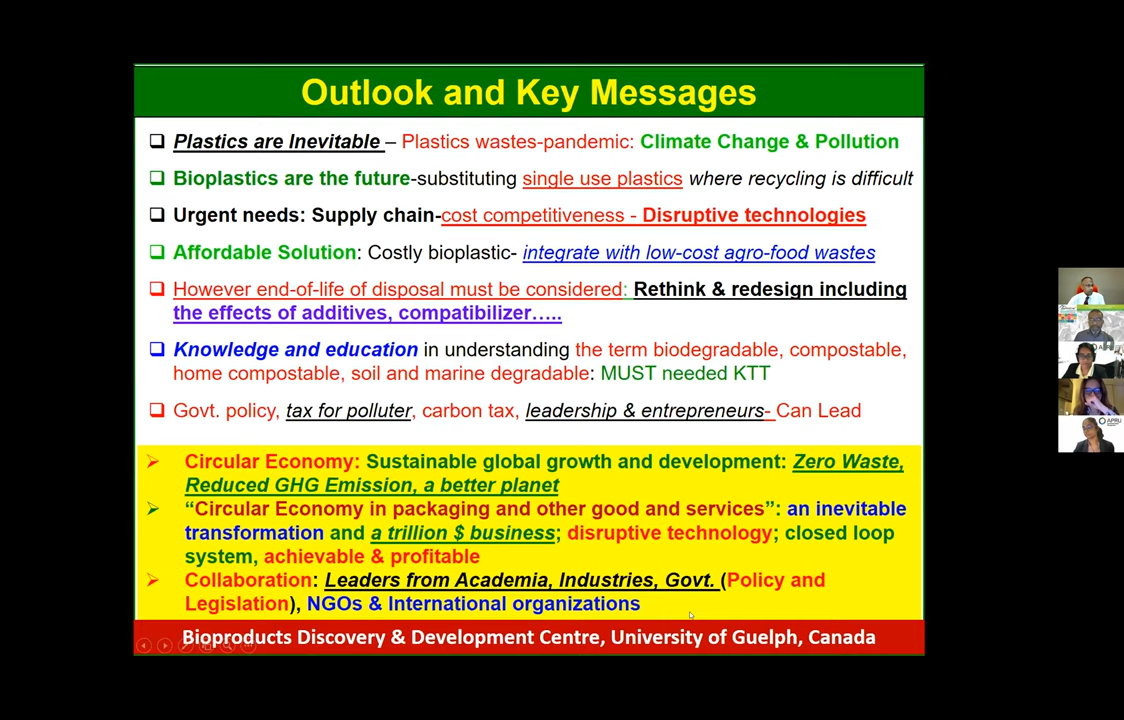 Outlook and Key Messages
Plastics are Inevitable – Plastics wastes-pandemic: Climate Change & Pollution
Bioplastics are the future-substituting single use plastics where recycling is difficult
Urgent needs: Supply chain-cost competitiveness - Disruptive technologies
Affordable Solution: Costly bioplastic- integrate with low-cost agro-food wastes
However end-of-life of disposal must be considered: Rethink & redesign including
the effects of additives, compatibilizer.....
Knowledge and education in understanding the term biodegradable, compostable,
home compostable, soil and marine degradable: MUST needed KTT
Govt. policy, tax for polluter, carbon tax, leadership & entrepreneurs- Can Lead
Circular Economy: Sustainable global growth and development: Zero Waste,
Reduced GHG Emission, a better planet
“Circular Economy in packaging and other good and services”: an inevitable
transformation and a trillion $ business; disruptive technology; closed loop
system, achievable & profitable
Collaboration: Leaders from Academia, Industries, Govt. (Policy and
Legislation), NGOs & International organizations
Bioproducts Discovery & Development Centre, University of Guelph, Canada